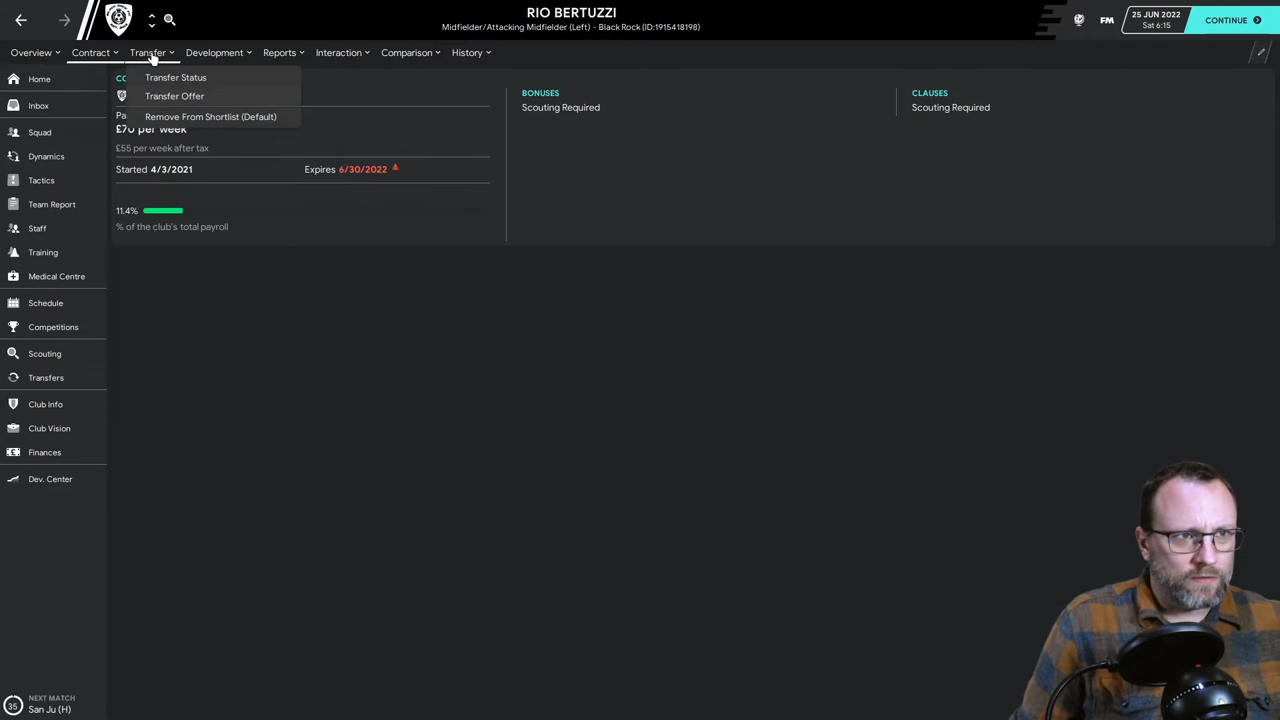 RIO BERTUZZI
Midfielder/Attacking Midfielder (Left) - Black Rock (ID:1915418198)
FM
25 JUN 2022
Sat 6:15
CONTINUE
Overview
Contract
Transfer
Development
Reports
Interaction
Comparison
History
Transfer Status
Transfer Offer
Remove From Shortlist (Default)
CO
Pa
£70 per week
£55 per week after tax
Started 4/3/2021
Expires 6/30/2022
11.4%
% of the club's total payroll
BONUSES
Scouting Required
CLAUSES
Scouting Required
Home
Inbox
Squad
Dynamics
Tactics
Team Report
Staff
Training
Medical Centre
Schedule
Competitions
Scouting
Transfers
Club Info
Club Vision
Finances
Dev. Center
35
NEXT MATCH
San Ju (H)